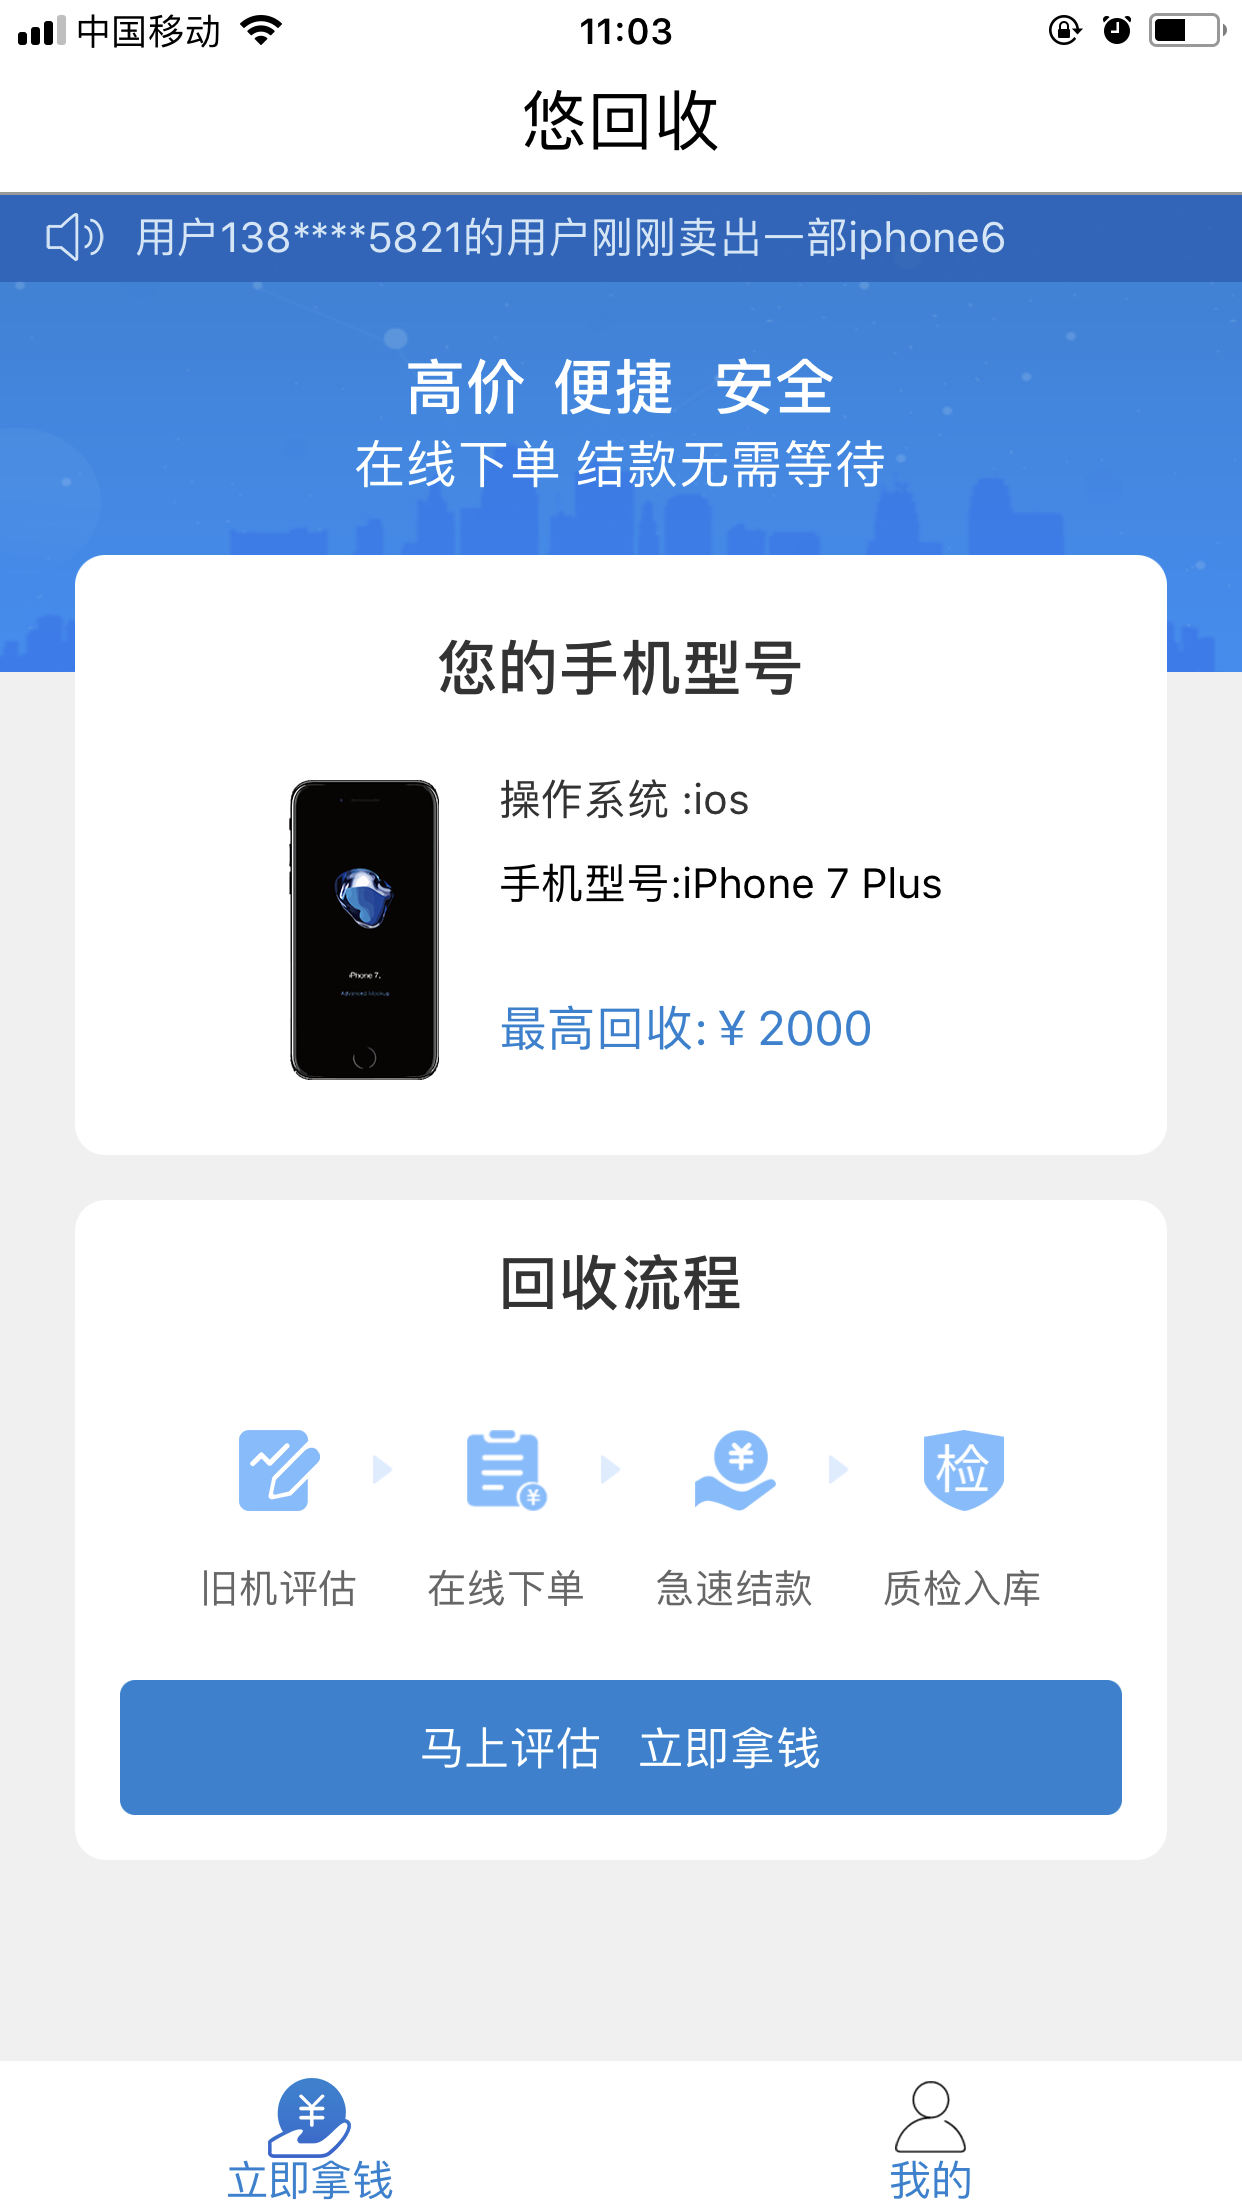 中国移动 11:03
悠回收
用户138****5821的用户刚刚卖出一部iphone6
高价 便捷 安全
在线下单 结款无需等待
您的手机型号
操作系统 :ios
手机型号:iPhone 7 Plus
iPhone 7.
Advanced Mockup
最高回收:￥2000
回收流程
¥ ¥ 检
旧机评估 在线下单 急速结款 质检入库
马上评估 立即拿钱
¥
立即拿钱 我的